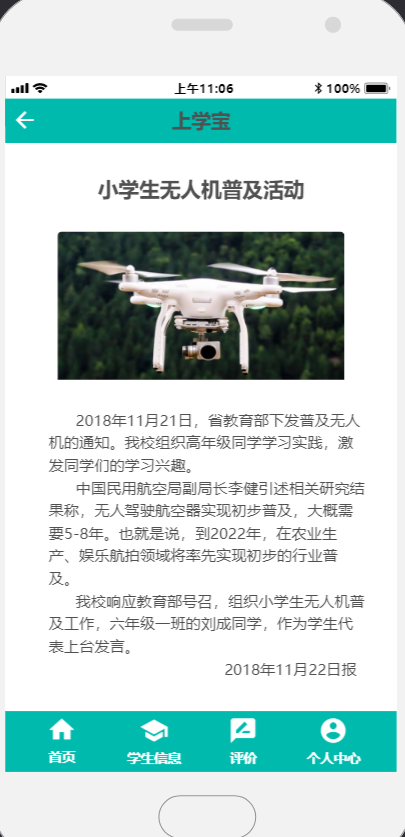 上午11:06
100%
上学宝
小学生无人机普及活动
2018年11月21日，省教育部下发普及无人
机的通知。我校组织高年级同学学习实践，激
发同学们的学习兴趣。
中国民用航空局副局长李健引述相关研究结
果称，无人驾驶航空器实现初步普及，大概需
要5-8年。也就是说，到2022年，在农业生
产、娱乐航拍领域将率先实现初步的行业普
及。
我校响应教育部号召，组织小学生无人机普
及工作，六年级一班的刘成同学，作为学生代
表上台发言。
2018年11月22日报
首页
学生信息
评价
个人中心